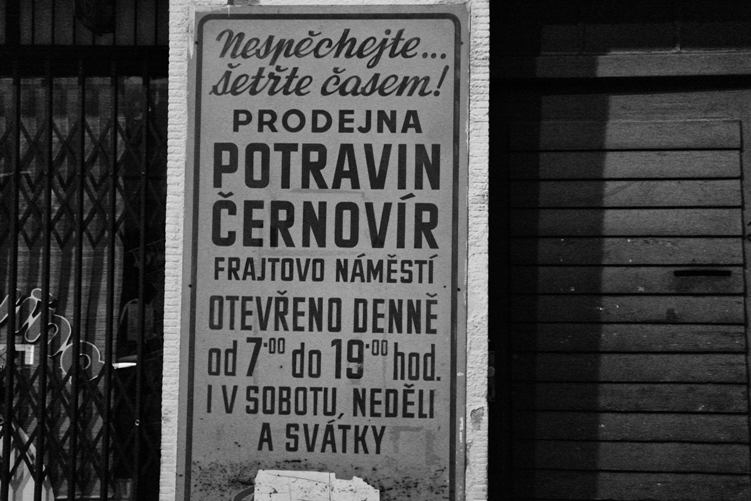 Nespěchejte...
šetřte časem!
PRODEJNA
POTRAVIN
ČERNOVÍR
FRAJTOVO NÁMĚSTÍ
OTEVŘENO DENNĚ
od 7·⁰⁰ do 19·⁰⁰ hod.
I V SOBOTU, NEDĚLI
A SVÁTKY